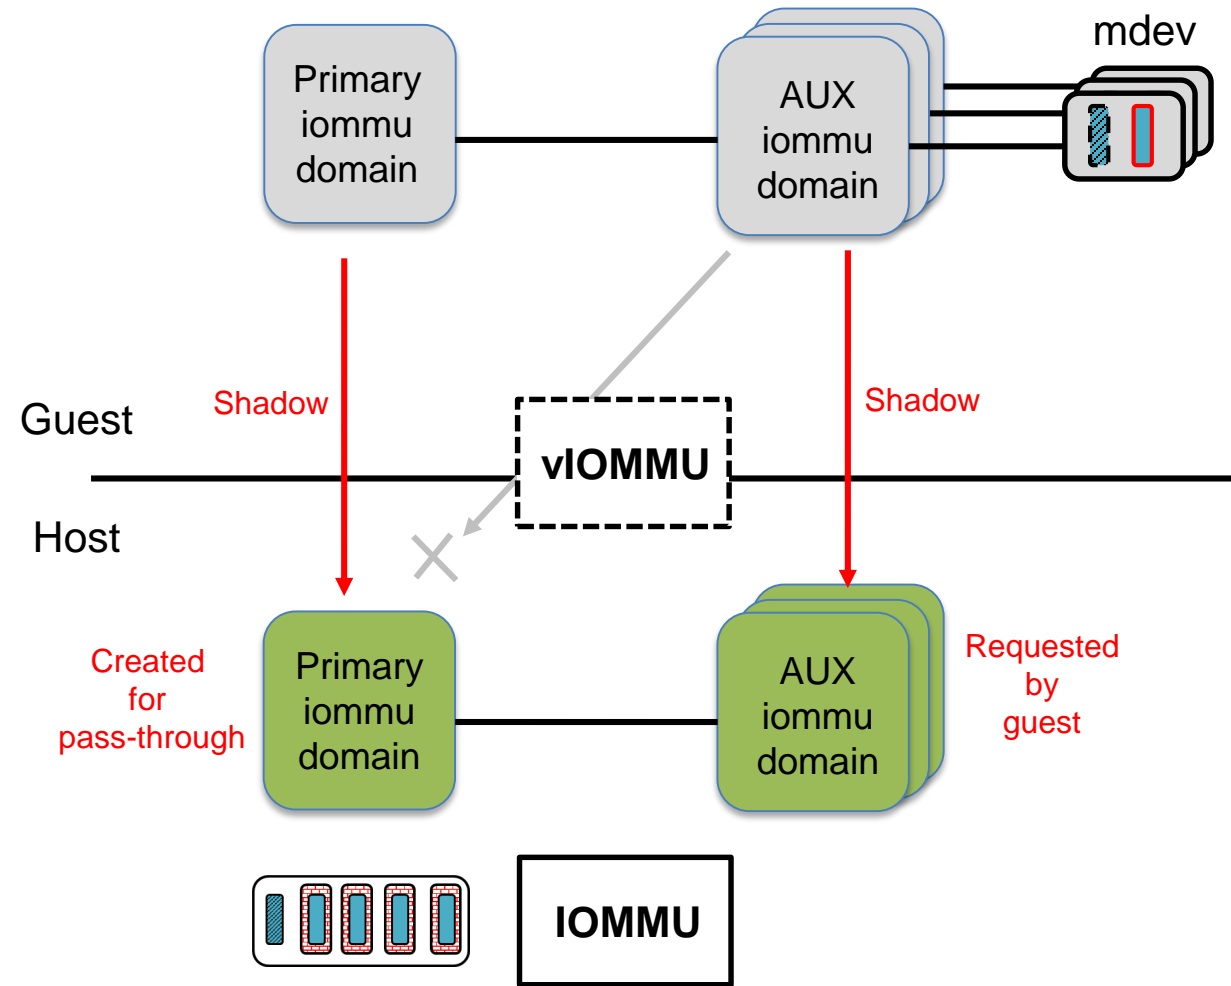 mdev
Primary
iommu
domain
AUX
iommu
domain
Shadow
Shadow
Guest
vIOMMU
Host
Created
for
pass-through
Primary
iommu
domain
AUX
iommu
domain
Requested
by
guest
IOMMU